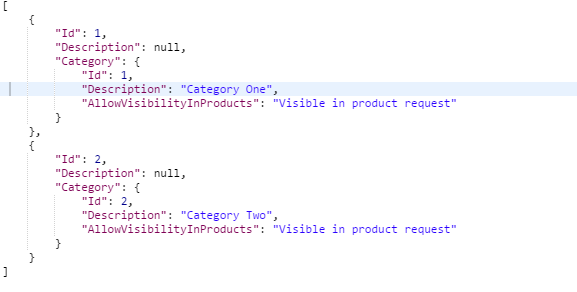 [
    {
        "Id": 1,
        "Description": null,
        "Category": {
            "Id": 1,
            "Description": "Category One",
            "AllowVisibilityInProducts": "Visible in product request"
        }
    },
    {
        "Id": 2,
        "Description": null,
        "Category": {
            "Id": 2,
            "Description": "Category Two",
            "AllowVisibilityInProducts": "Visible in product request"
        }
    }
]